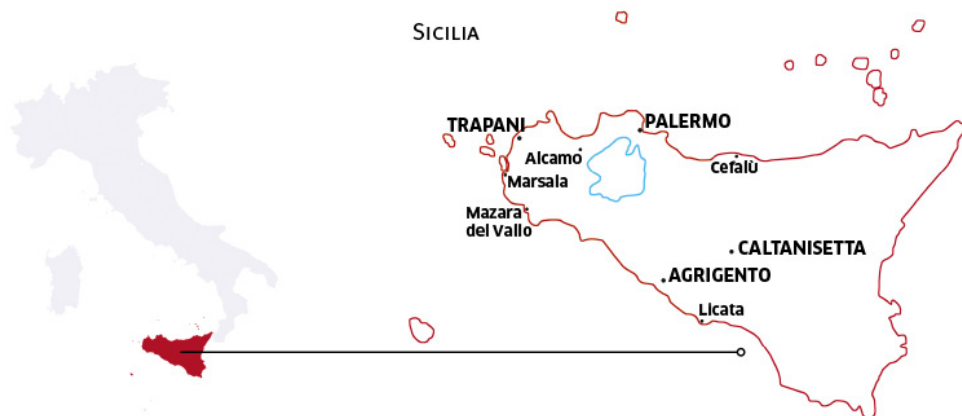 SICILIA
TRAPANI
PALERMO
Alcamo
Cefalù
Marsala
Mazara
del Vallo
CALTANISETTA
AGRIGENTO
Licata